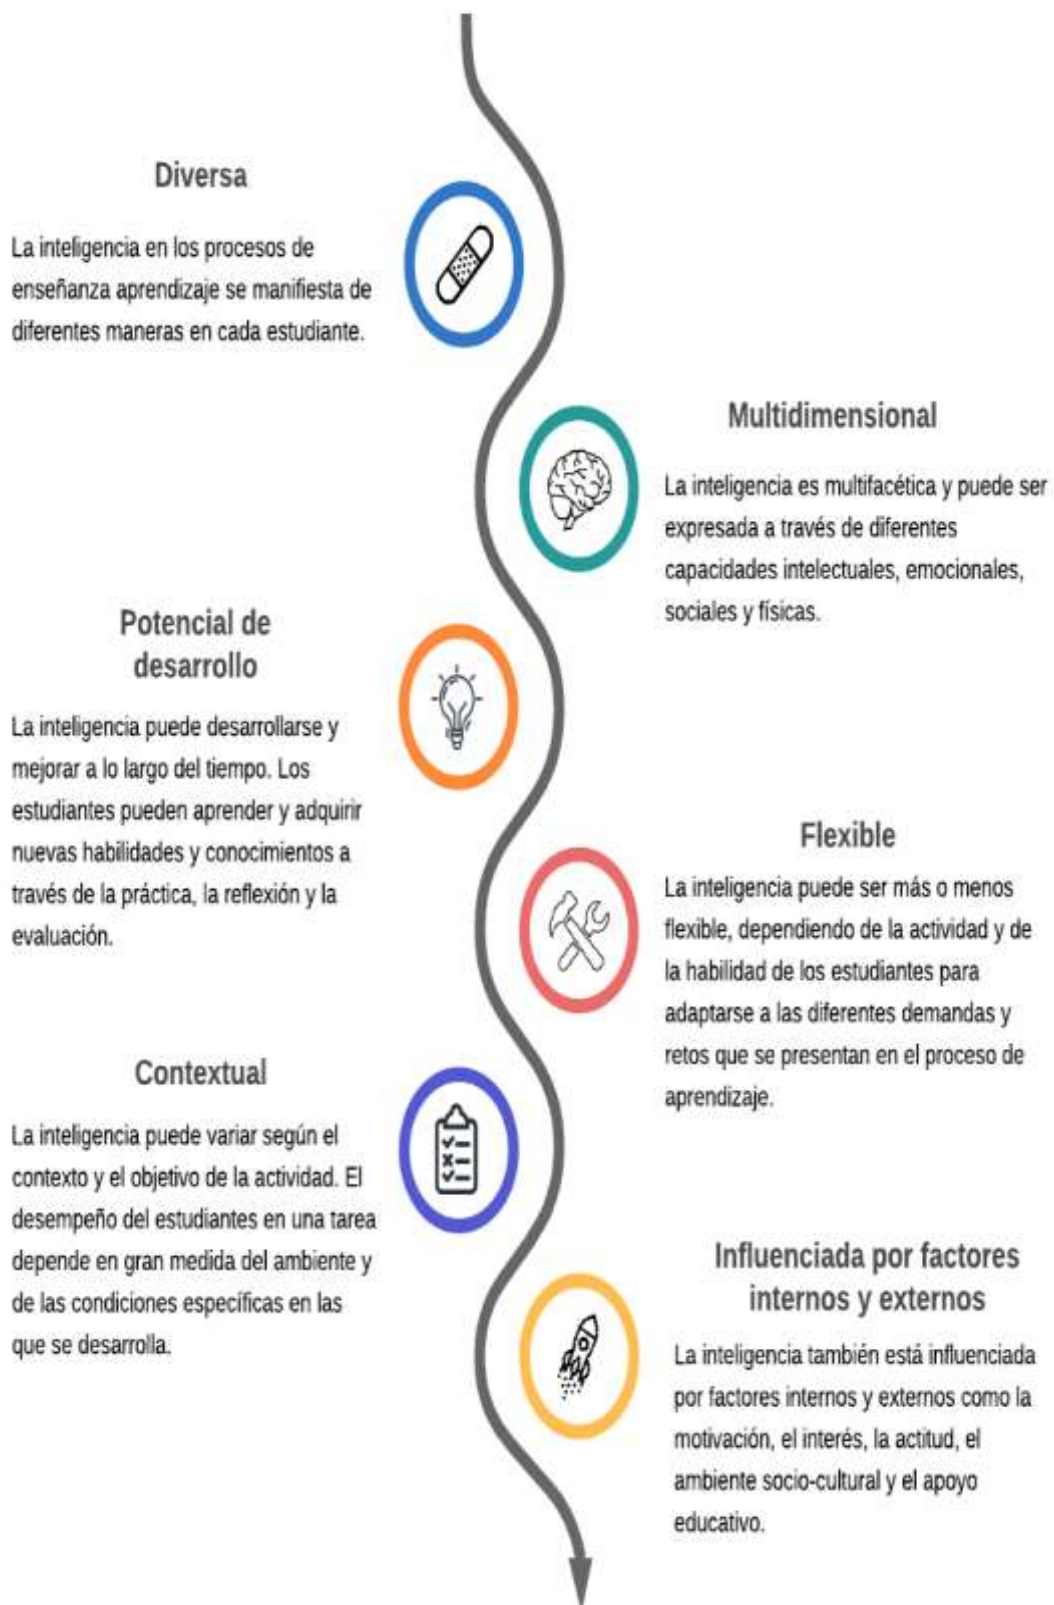 Diversa
La inteligencia en los procesos de
enseñanza aprendizaje se manifiesta de
diferentes maneras en cada estudiante.
Multidimensional
La inteligencia es multifacética y puede ser
expresada a través de diferentes
capacidades intelectuales, emocionales,
sociales y físicas.
Potencial de
desarrollo
La inteligencia puede desarrollarse y
mejorar a lo largo del tiempo. Los
estudiantes pueden aprender y adquirir
nuevas habilidades y conocimientos a
través de la práctica, la reflexión y la
evaluación.
Flexible
La inteligencia puede ser más o menos
flexible, dependiendo de la actividad y de
la habilidad de los estudiantes para
adaptarse a las diferentes demandas y
retos que se presentan en el proceso de
aprendizaje.
Contextual
La inteligencia puede variar según el
contexto y el objetivo de la actividad. El
desempeño del estudiantes en una tarea
depende en gran medida del ambiente y
de las condiciones específicas en las
que se desarrolla.
Influenciada por factores
internos y externos
La inteligencia también está influenciada
por factores internos y externos como la
motivación, el interés, la actitud, el
ambiente socio-cultural y el apoyo
educativo.